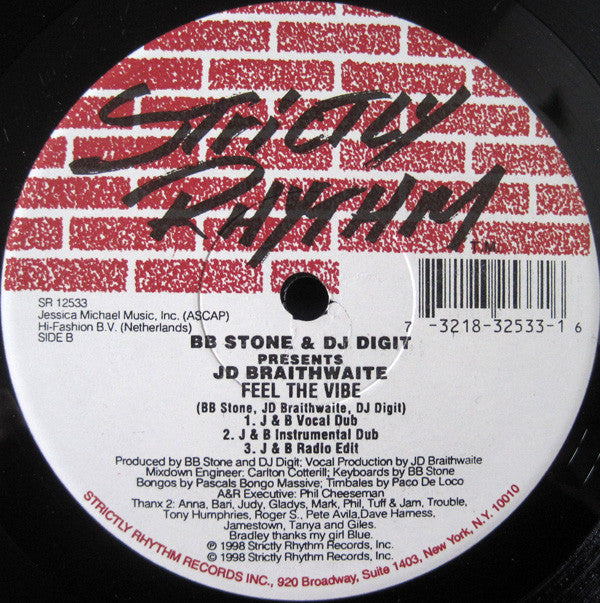 STRICTLY
RHYTHM
T.M.
SR 12533
Jessica Michael Music, Inc. (ASCAP)
Hi-Fashion B.V. (Netherlands)
SIDE B
7 -3218-32533-1 6
BB STONE & DJ DIGIT
PRESENTS
JD BRAITHWAITE
FEEL THE VIBE
(BB Stone, JD Braithwaite, DJ Digit)
1. J & B Vocal Dub
2. J & B Instrumental Dub
3. J & B Radio Edit
Produced by BB Stone and DJ Digit; Vocal Production by JD Braithwaite
Mixdown Engineer: Carlton Cotterill; Keyboards by BB Stone
Bongos by Pascals Bongo Massive; Timbales by Paco De Loco
A&R Executive: Phil Cheeseman
Thanx 2: Anna, Bari, Judy, Gladys, Mark, Phil, Tuff & Jam, Trouble,
Tony Humphries, Roger S., Pete Avila,Dave Harness,
Jamestown, Tanya and Giles.
Bradley thanks my girl Blue.
℗ 1998 Strictly Rhythm Records, Inc.
© 1998 Strictly Rhythm Records, Inc.
STRICTLY RHYTHM RECORDS INC., 920 Broadway, Suite 1403, New York, N.Y. 10010